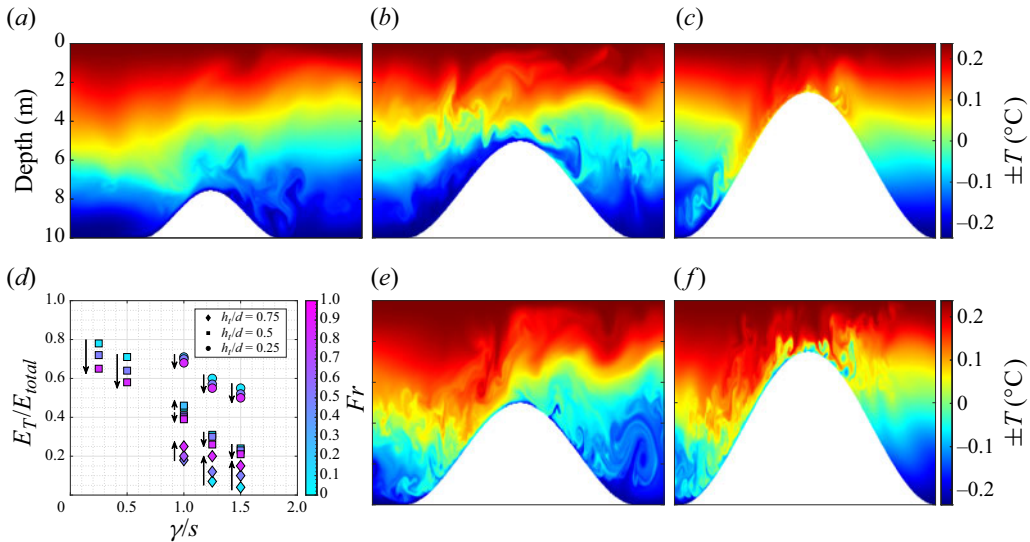 (a)
(b)
(c)
0
2
4
6
8
10
Depth (m)
0.2
0.1
0
–0.1
–0.2
±T (°C)
(d)
(e)
(f)
1.0
0.8
0.6
0.4
0.2
E_T/E_total
0
0.5
1.0
1.5
2.0
γ/s
h_t/d = 0.75
h_t/d = 0.5
h_t/d = 0.25
1.0
0.9
0.8
0.7
0.6
0.5
0.4
0.3
0.2
0.1
0
Fr
0.2
0.1
0
–0.1
–0.2
±T (°C)